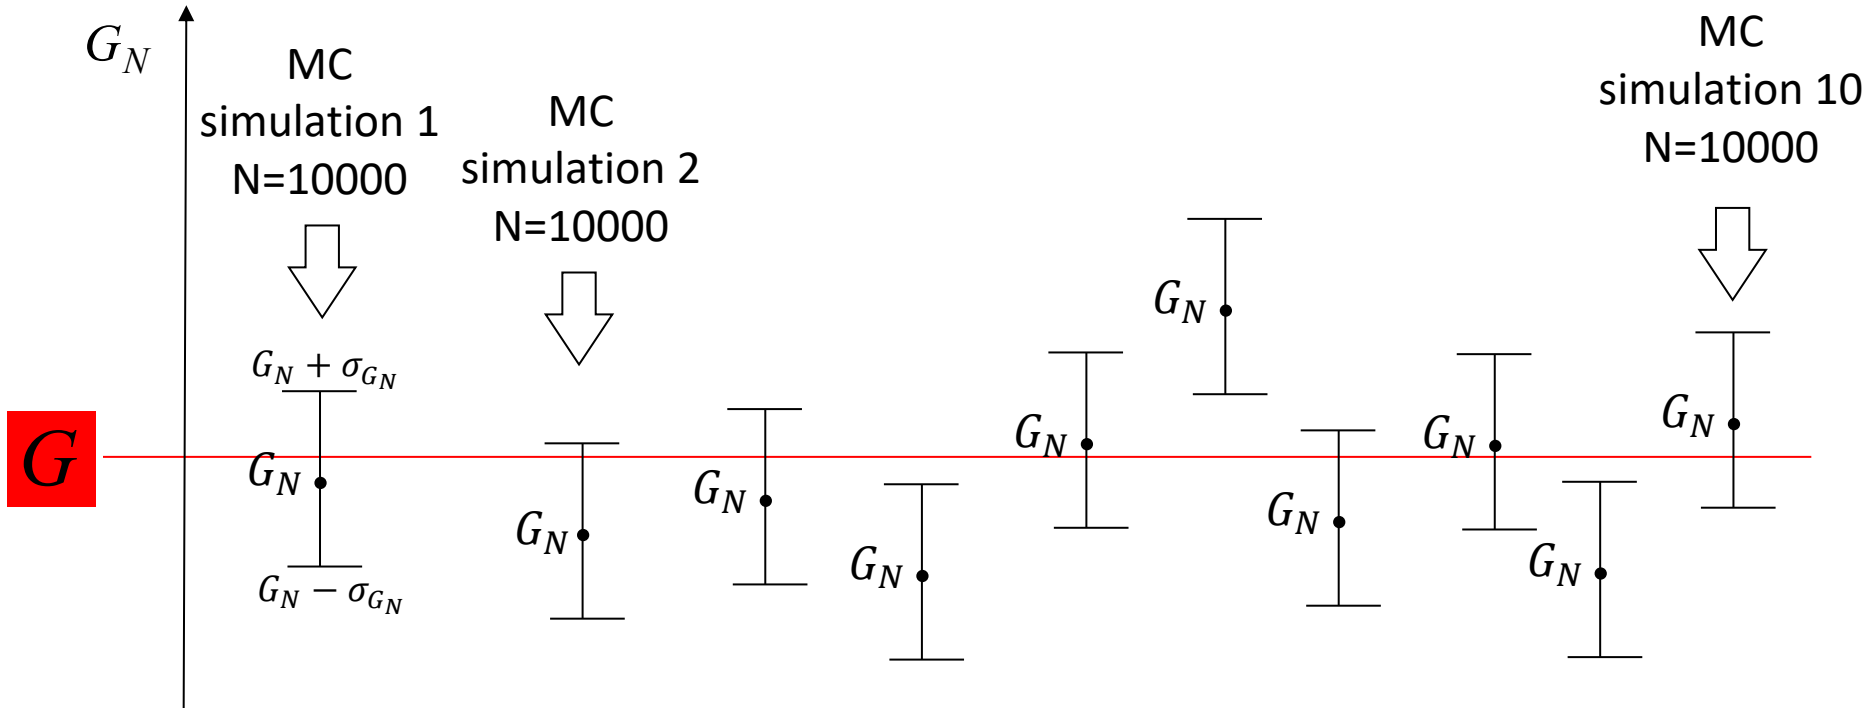 G_N
MC
simulation 1
N=10000
MC
simulation 2
N=10000
MC
simulation 10
N=10000
G_N + σ_{G_N}
G_N
G_N − σ_{G_N}
G
G_N
G_N
G_N
G_N
G_N
G_N
G_N
G_N
G_N